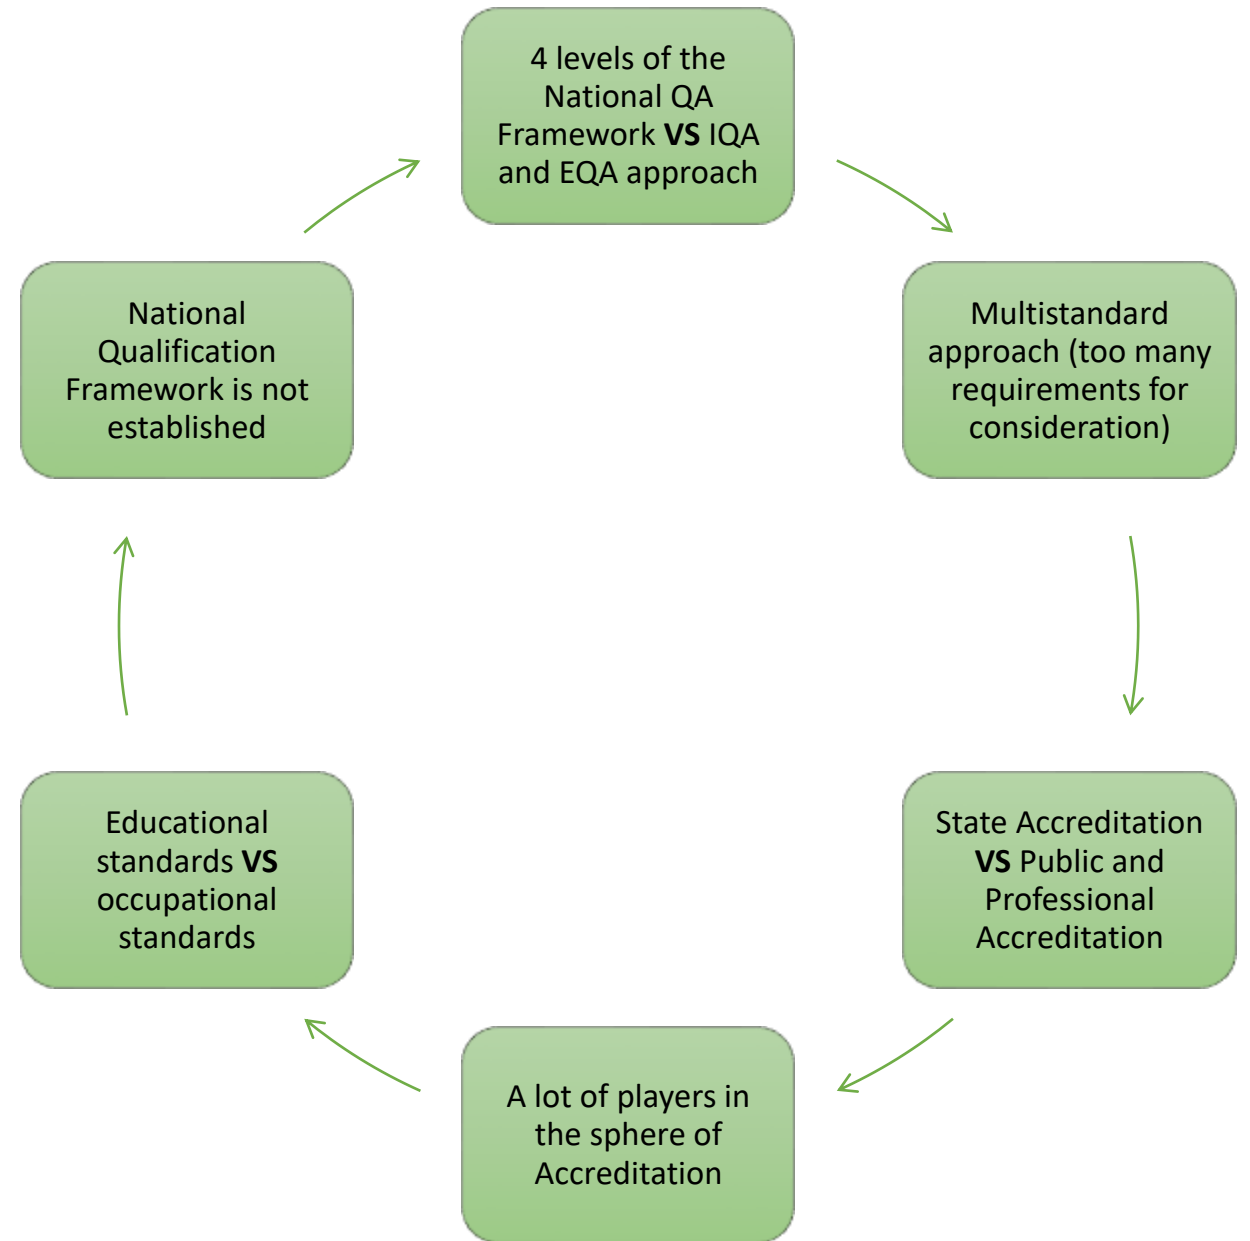 4 levels of the
National QA
Framework VS IQA
and EQA approach
Multistandard
approach (too many
requirements for
consideration)
State Accreditation
VS Public and
Professional
Accreditation
A lot of players in
the sphere of
Accreditation
Educational
standards VS
occupational
standards
National
Qualification
Framework is not
established